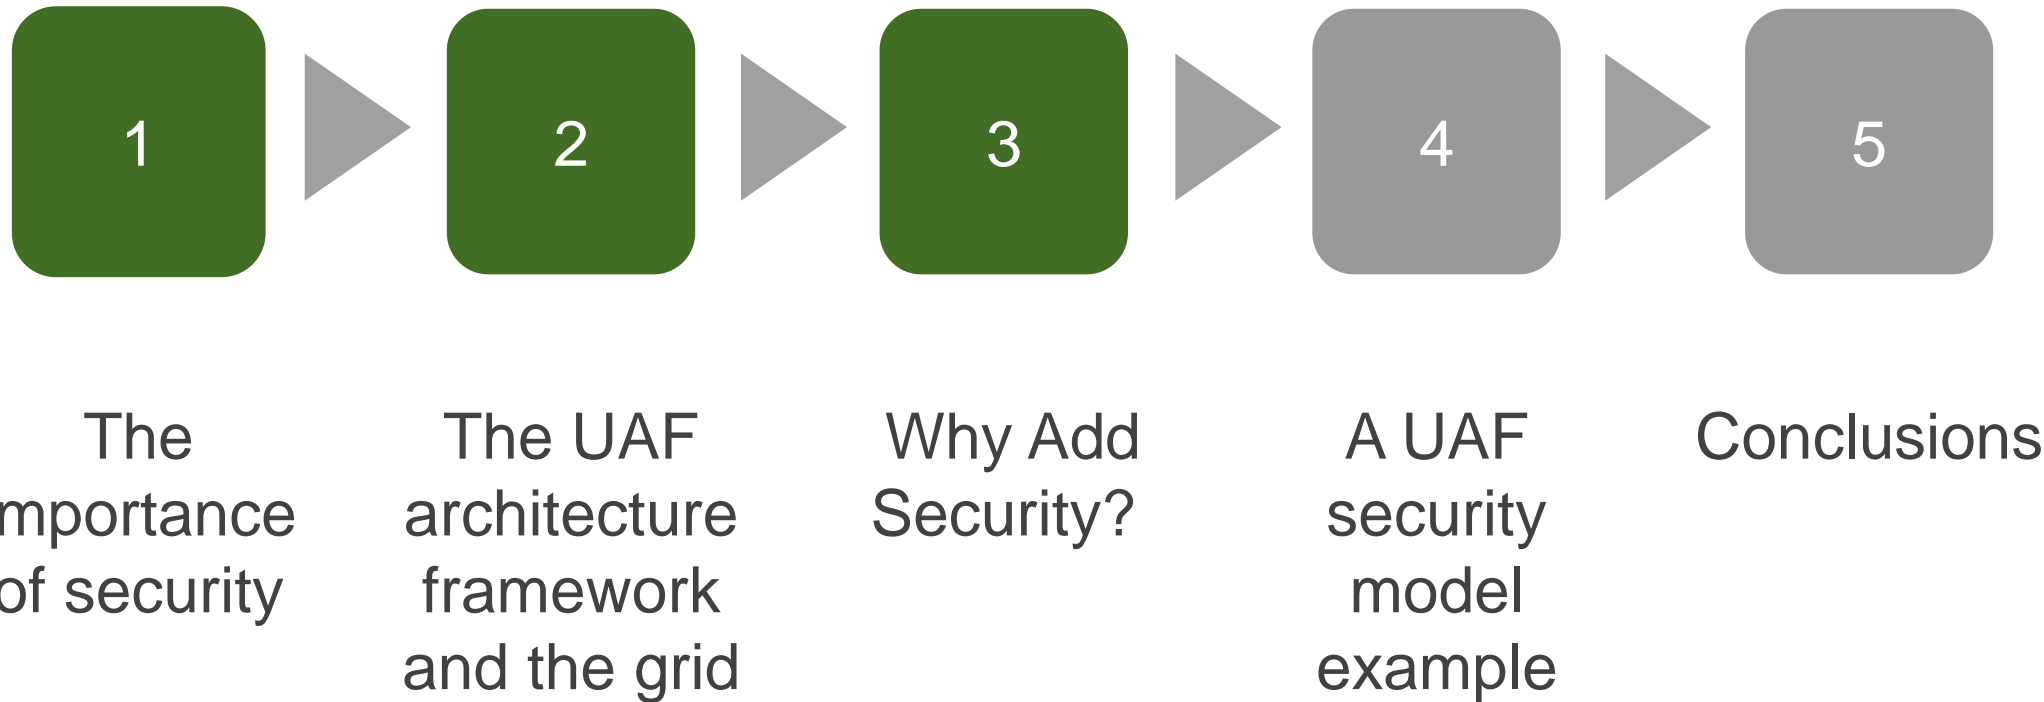 1
2
3
4
5
The
importance
of security
The UAF
architecture
framework
and the grid
Why Add
Security?
A UAF
security
model
example
Conclusions